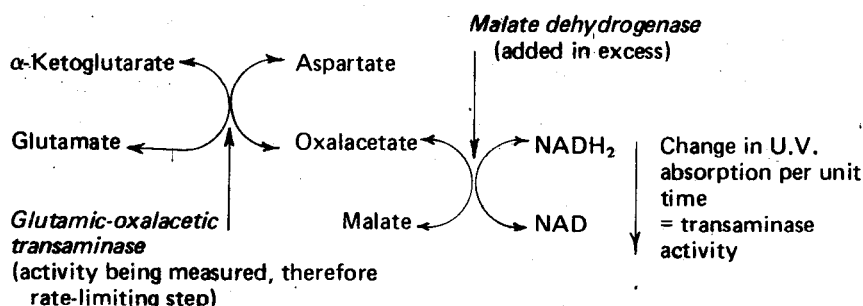 Malate dehydrogenase
(added in excess)
α-Ketoglutarate
Aspartate
Glutamate
Oxalacetate
NADH₂
Change in U.V.
absorption per unit
time
= transaminase
activity
Malate
NAD
Glutamic-oxalacetic
transaminase
(activity being measured, therefore
rate-limiting step)